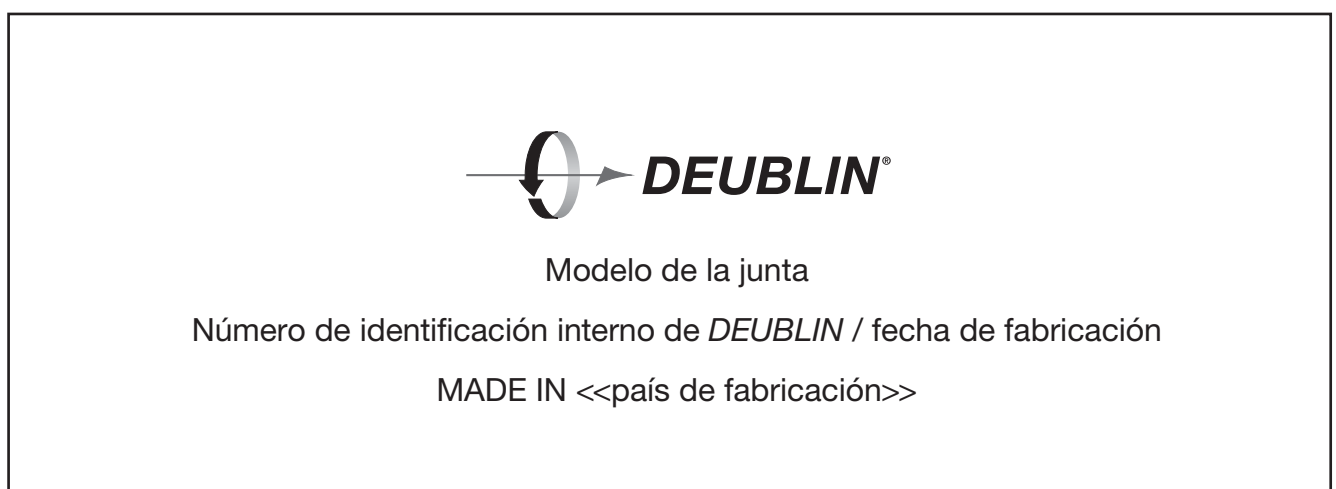 DEUBLIN®
Modelo de la junta
Número de identificación interno de DEUBLIN / fecha de fabricación
MADE IN <<país de fabricación>>